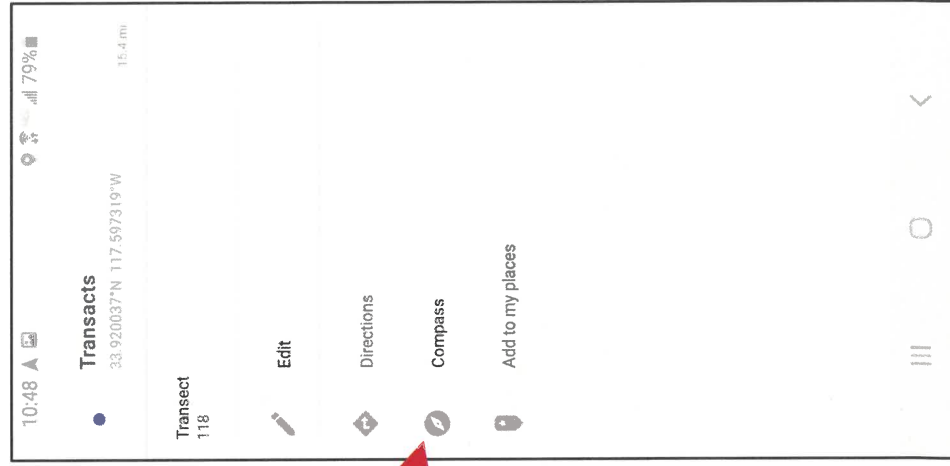 10:48 79%
Transacts
33.920037°N 117.597319°W 15.4 mi
Transect
118
Edit
Directions
Compass
Add to my places